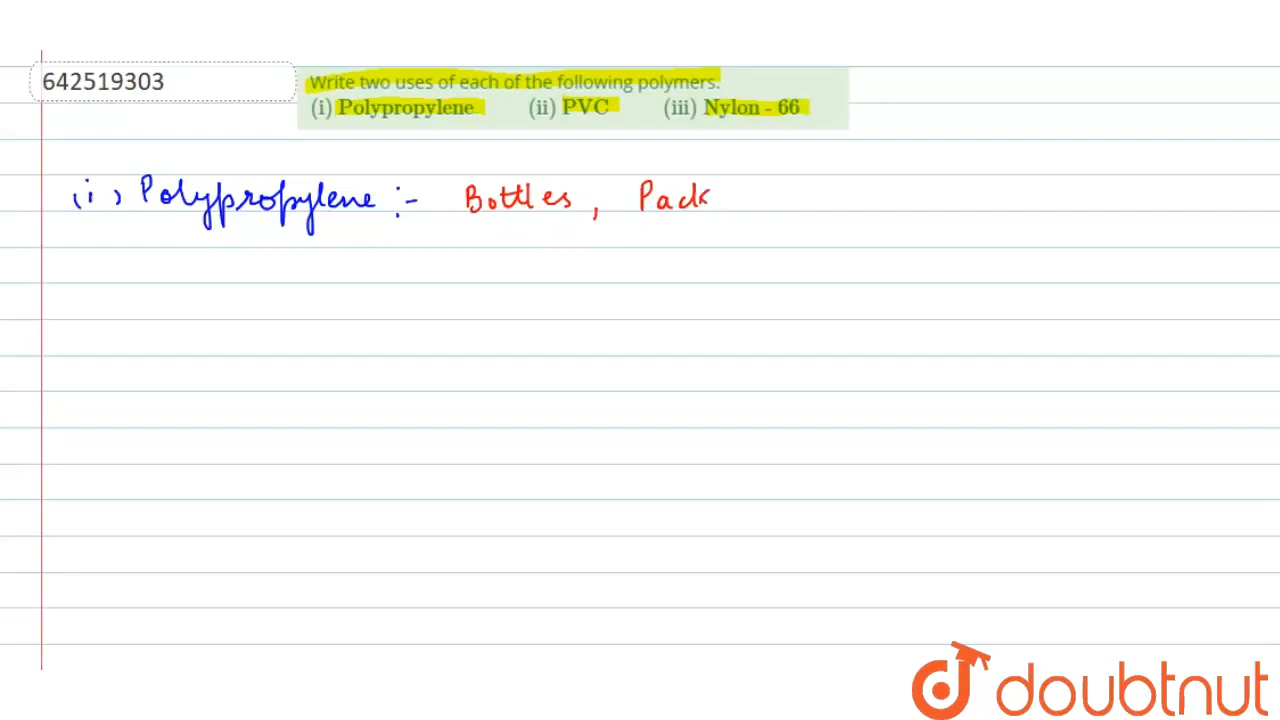 642519303
Write two uses of each of the following polymers.
(i) Polypropylene (ii) PVC (iii) Nylon - 66
(i) Polypropylene :- Bottles, Pack
doubtnut